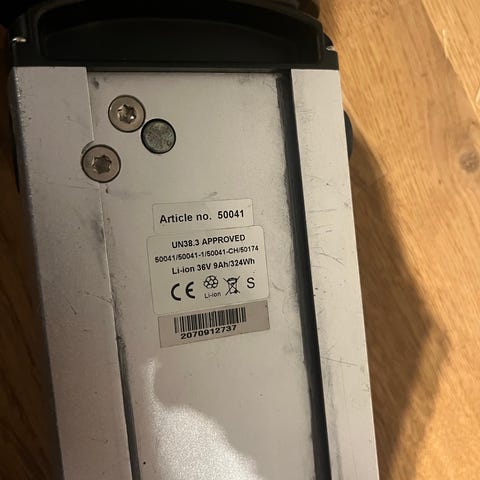 Article no. 50041
UN38.3 APPROVED
50041/50041-1/50041-CH/50174
Li-ion 36V 9Ah/324Wh
CE Li-ion S
2070912737